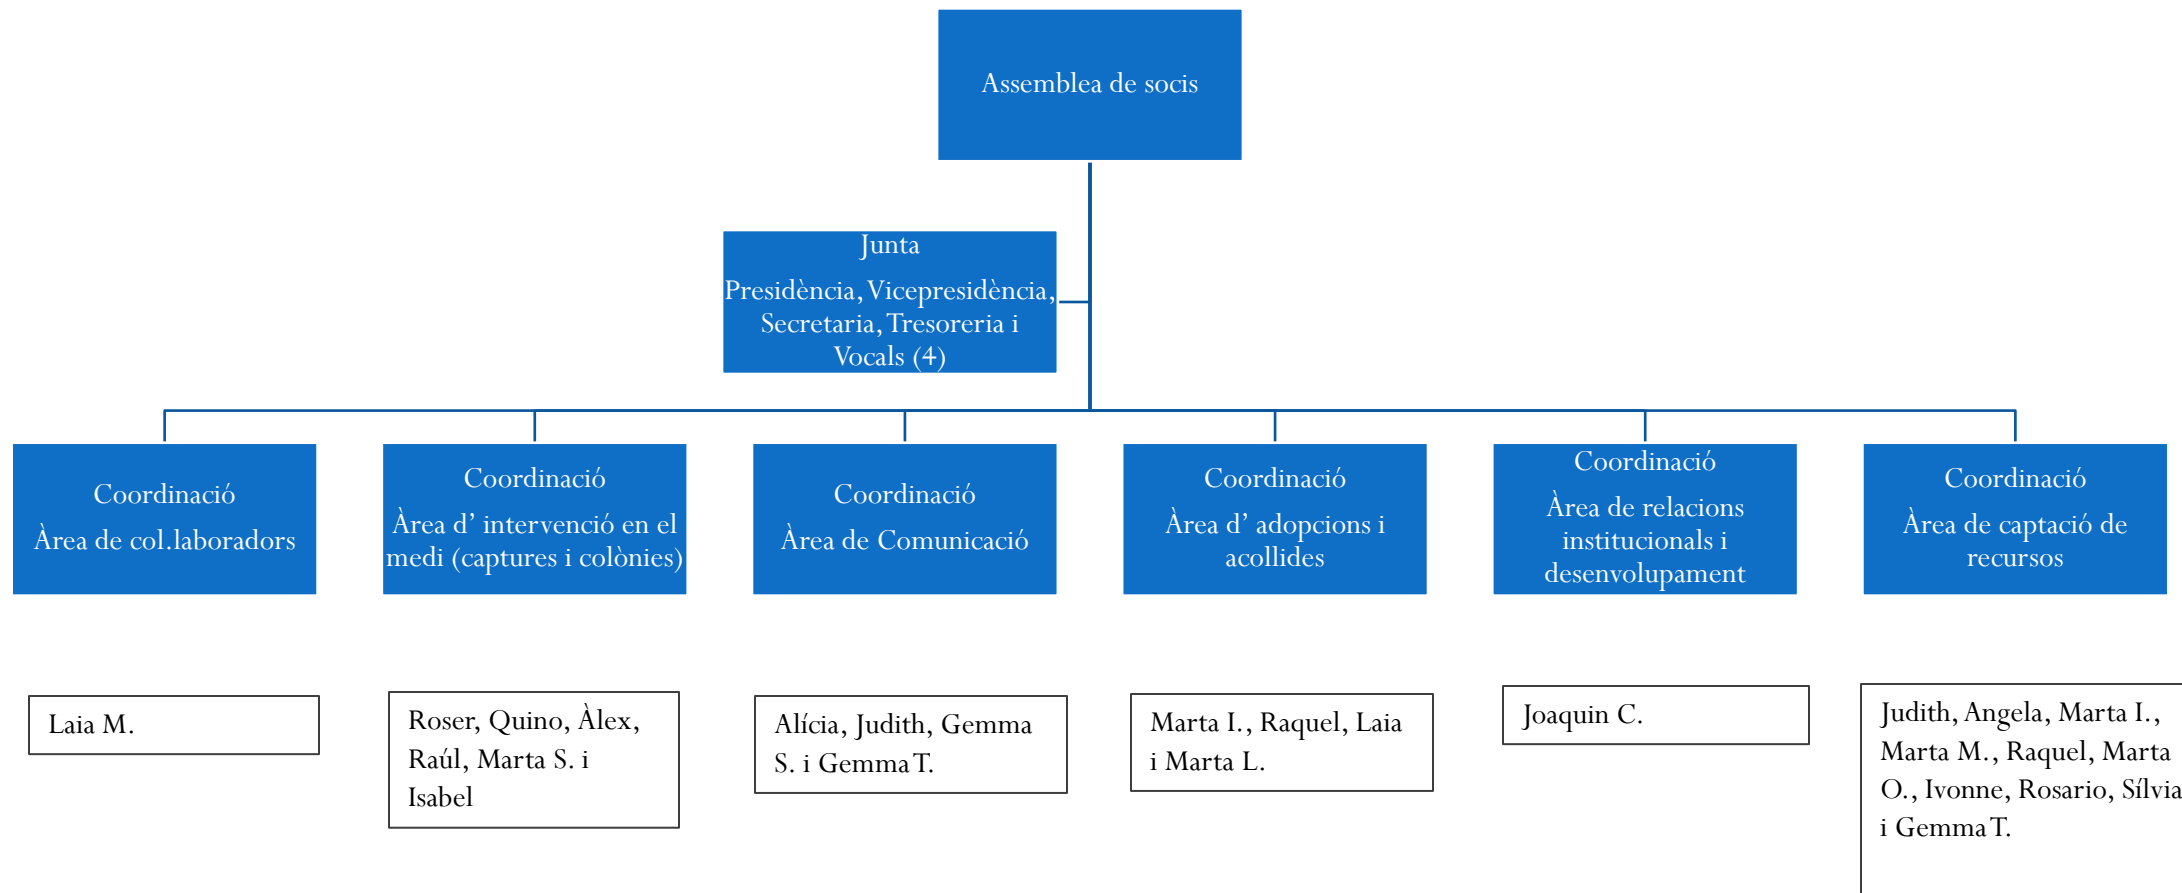 Assemblea de socis
Junta
Presidència, Vicepresidència,
Secretaria, Tresoreria i
Vocals (4)
Coordinació
Àrea de col.laboradors
Coordinació
Àrea d’ intervenció en el
medi (captures i colònies)
Coordinació
Àrea de Comunicació
Coordinació
Àrea d’ adopcions i
acollides
Coordinació
Àrea de relacions
institucionals i
desenvolupament
Coordinació
Àrea de captació de
recursos
Laia M.
Roser, Quino, Àlex,
Raúl, Marta S. i
Isabel
Alícia, Judith, Gemma
S. i Gemma T.
Marta I., Raquel, Laia
i Marta L.
Joaquin C.
Judith, Angela, Marta I.,
Marta M., Raquel, Marta
O., Ivonne, Rosario, Sílvia
i Gemma T.